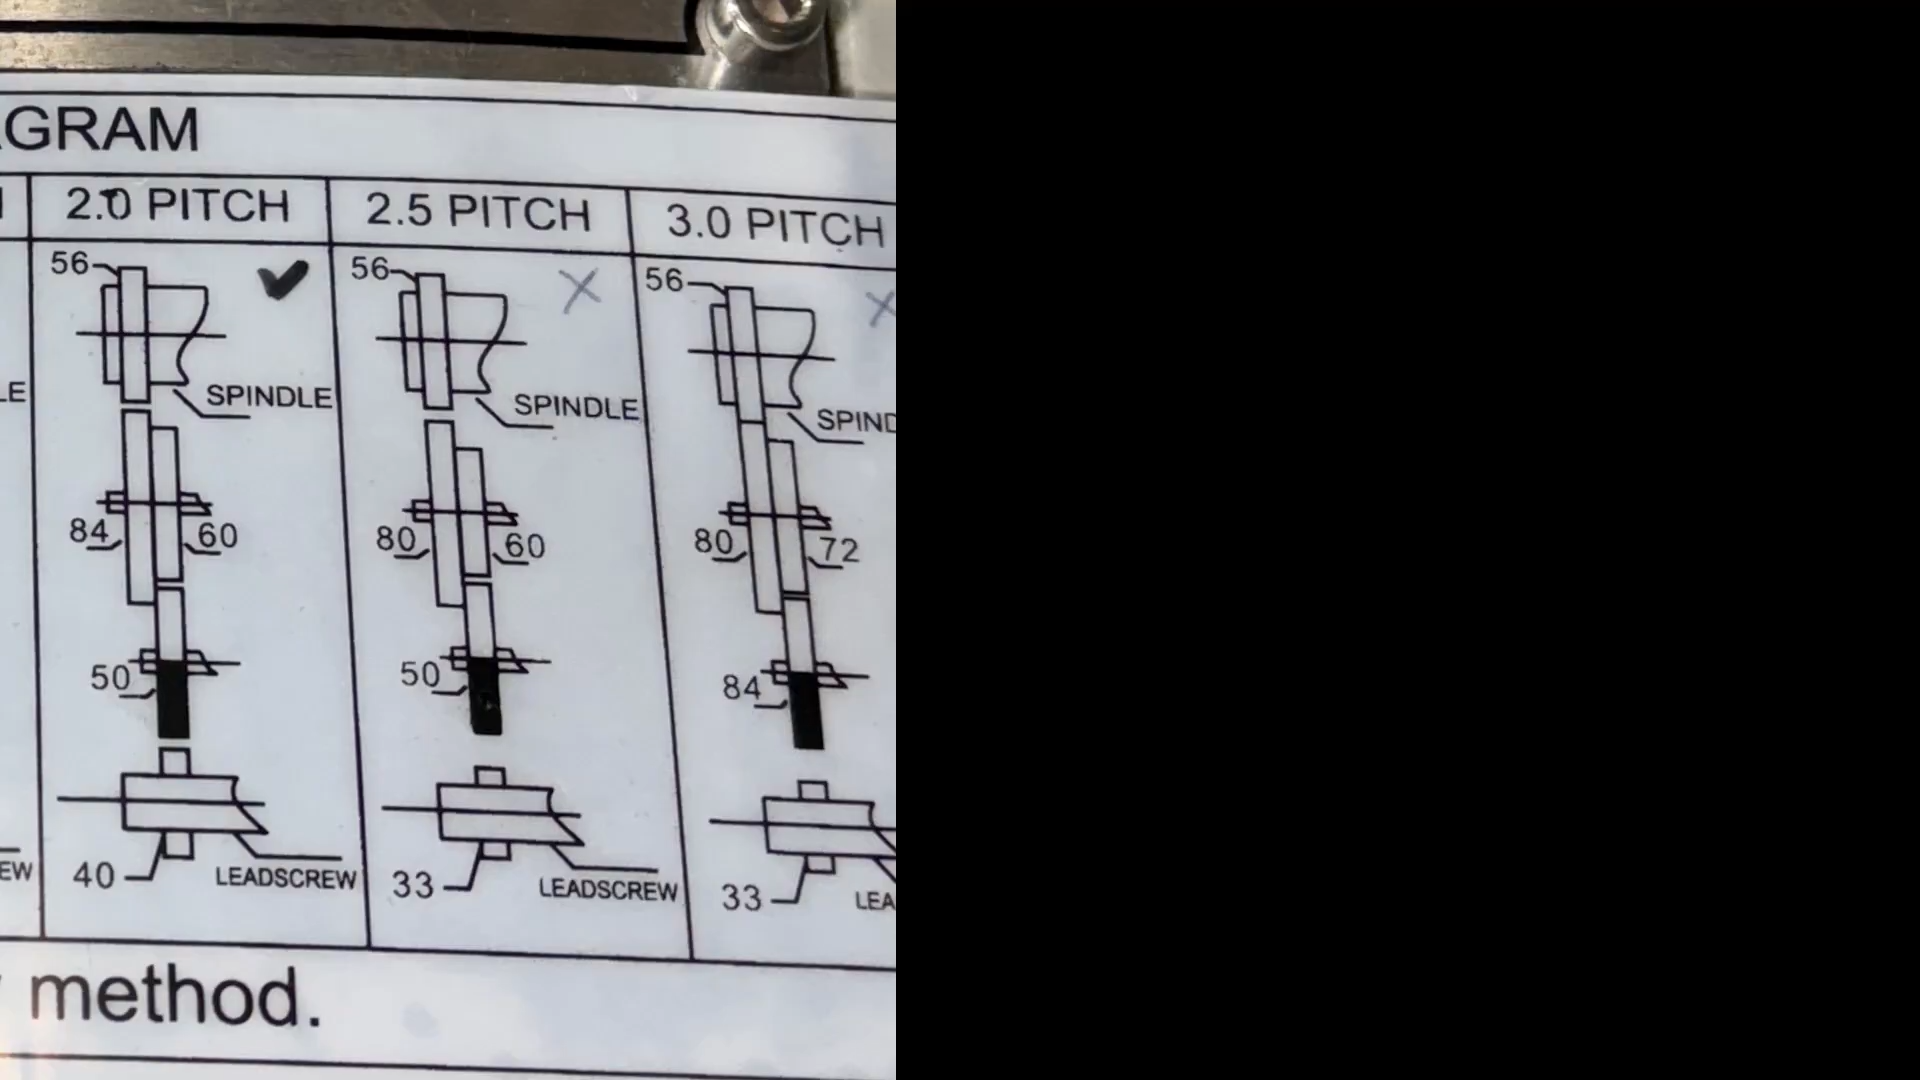 GRAM
2.0 PITCH
2.5 PITCH
3.0 PITCH
56
56
56
SPINDLE
SPINDLE
84
60
80
60
80
72
50
50
84
40
LEADSCREW
33
LEADSCREW
33
method.